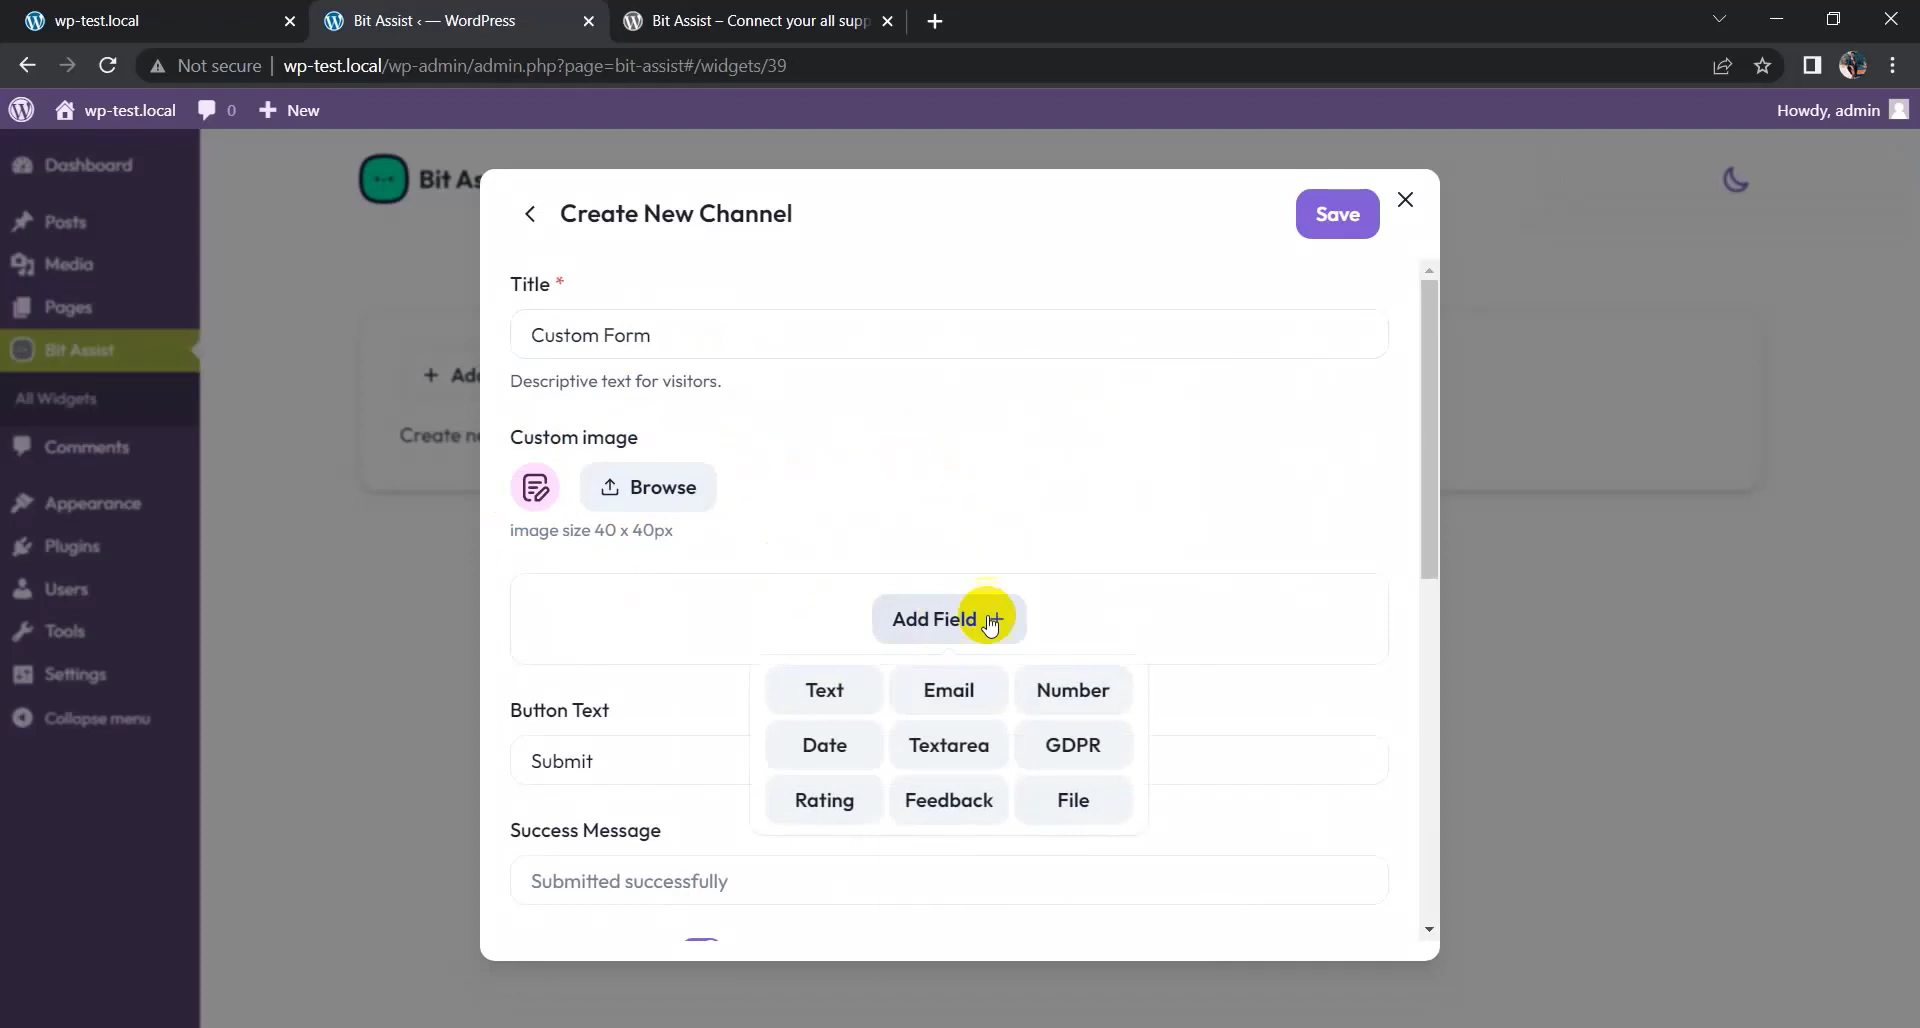 wp-test.local
Bit Assist ‹ — WordPress
Bit Assist – Connect your all supp
Not secure
wp-test.local/wp-admin/admin.php?page=bit-assist#/widgets/39
wp-test.local
0
New
Howdy, admin
Dashboard
Posts
Media
Pages
Bit Assist
All Widgets
Comments
Appearance
Plugins
Users
Tools
Settings
Collapse menu
Bit As
+ Add
Create ne
Create New Channel
Save
Title *
Custom Form
Descriptive text for visitors.
Custom image
Browse
image size 40 x 40px
Add Field +
Text Email Number
Date Textarea GDPR
Rating Feedback File
Button Text
Submit
Success Message
Submitted successfully